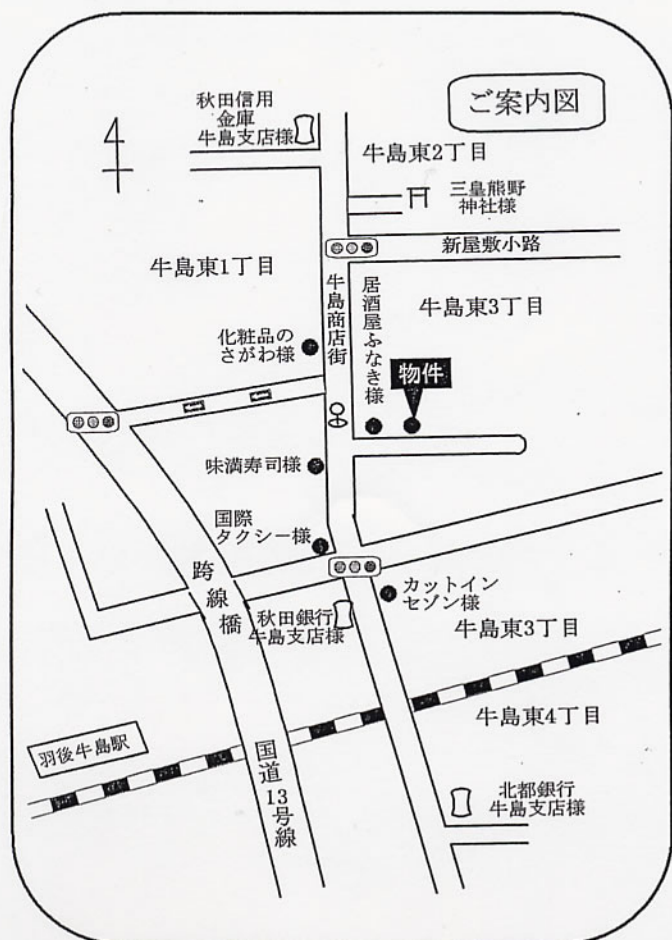 ご案内図
秋田信用
金庫
牛島支店様
牛島東2丁目
三皇熊野
神社様
新屋敷小路
牛島東1丁目
牛島商店街
居酒屋ふなき様
牛島東3丁目
化粧品の
さがわ様
物件
味満寿司様
国際
タクシー様
跨線橋
カットイン
セゾン様
秋田銀行
牛島支店様
牛島東3丁目
牛島東4丁目
羽後牛島駅
国道13号線
北都銀行
牛島支店様